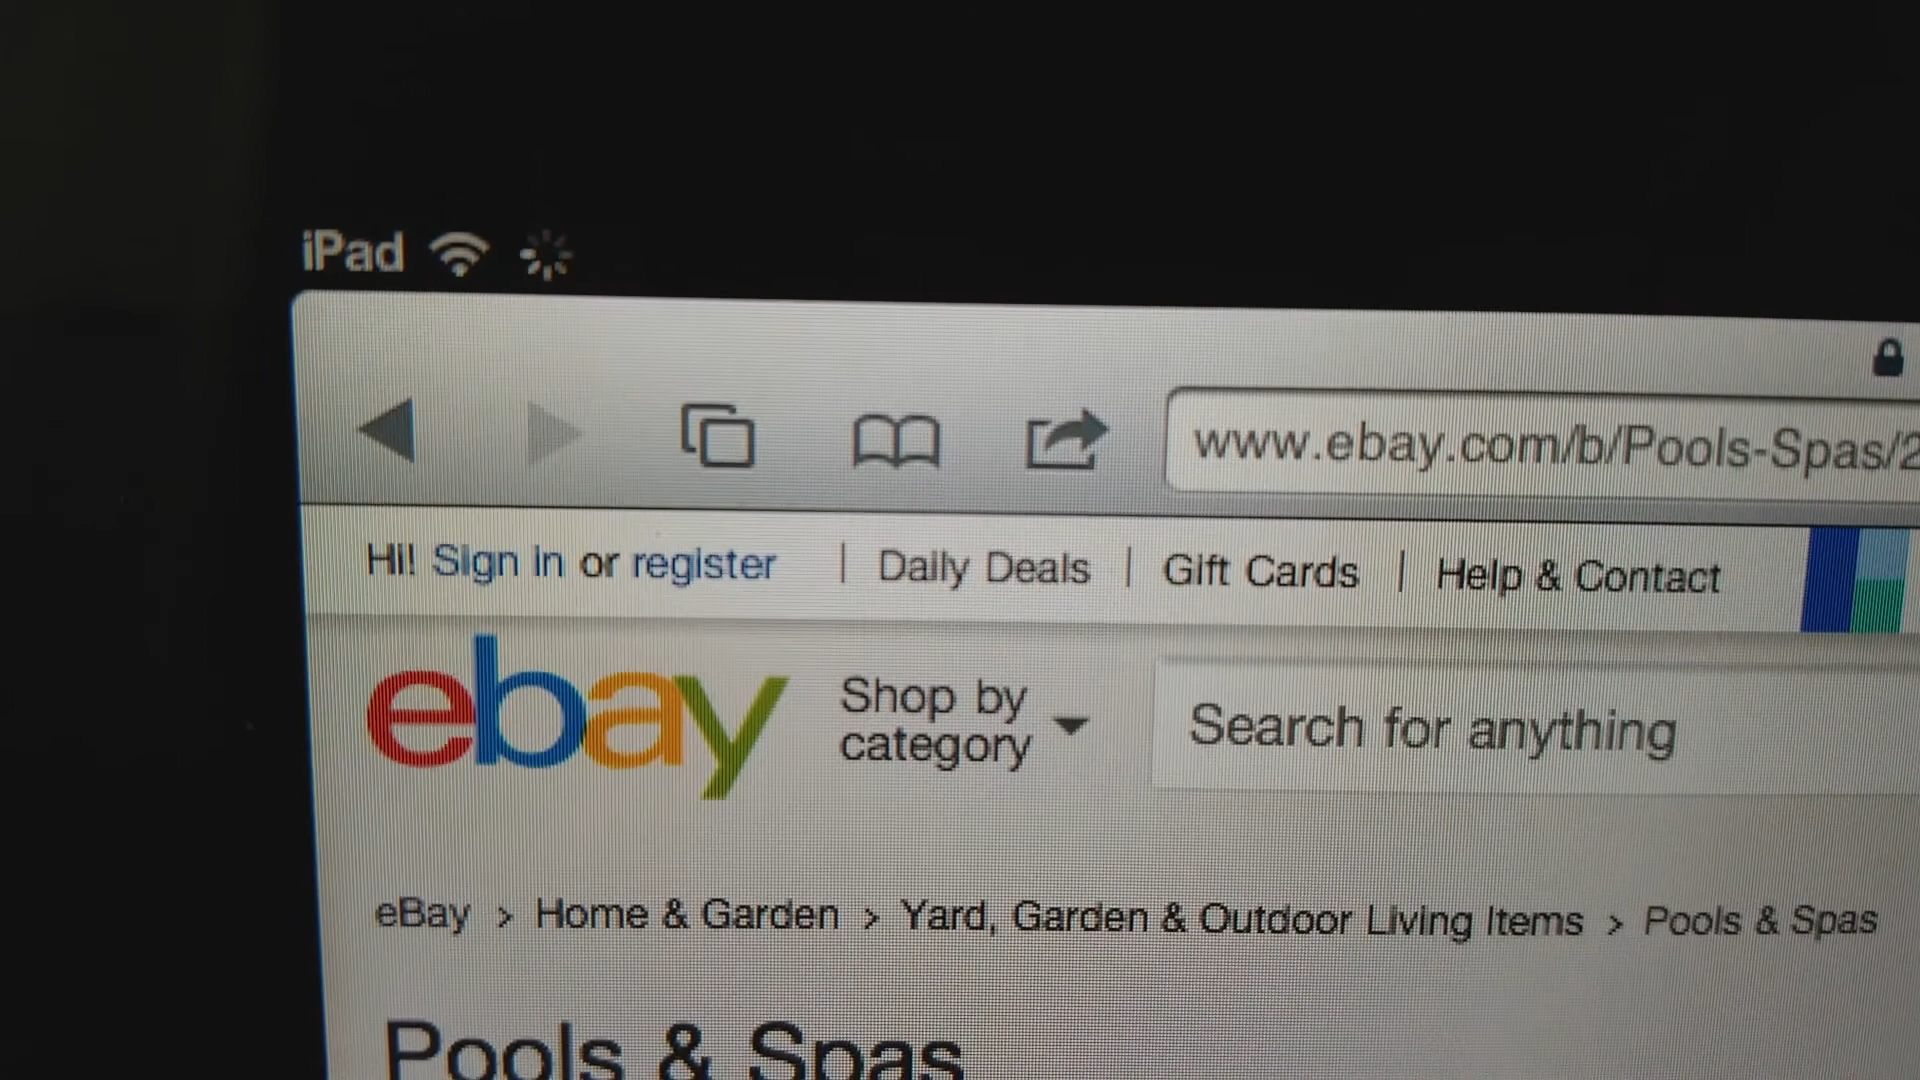 iPad
www.ebay.com/b/Pools-Spas/2
Hi! Sign in or register | Daily Deals | Gift Cards | Help & Contact
ebay
Shop by
category
Search for anything
eBay > Home & Garden > Yard, Garden & Outdoor Living Items > Pools & Spas
Pools & Spas